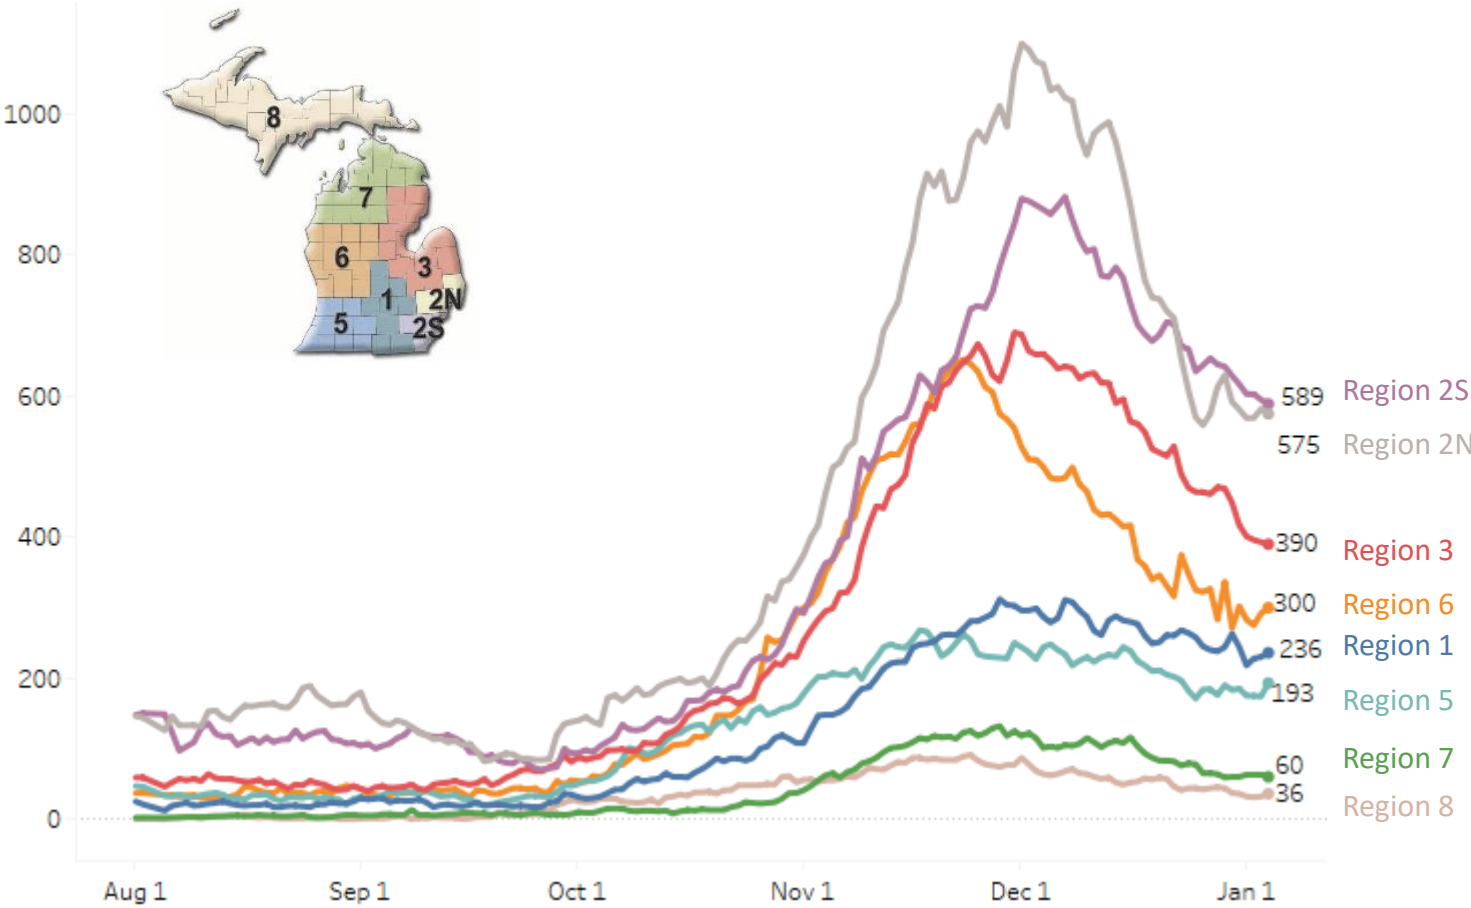 1000
800
600
400
200
0
8
7
6
3
1
2N
5
2S
589 Region 2S
575 Region 2N
390 Region 3
300 Region 6
236 Region 1
193 Region 5
60 Region 7
36 Region 8
Aug 1 Sep 1 Oct 1 Nov 1 Dec 1 Jan 1